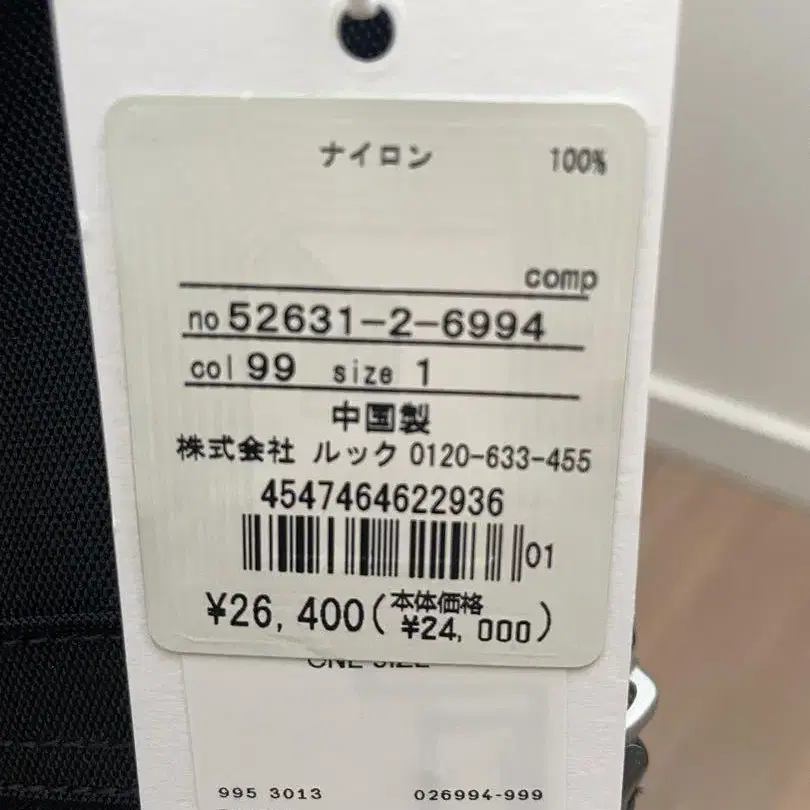 ナイロン 100%
comp
no 52631-2-6994
col 99 size 1
中国製
株式会社 ルック 0120-633-455
4547464622936
01
¥26,400(本体価格 ¥24,000)
ONE SIZE
995 3013 026994-999